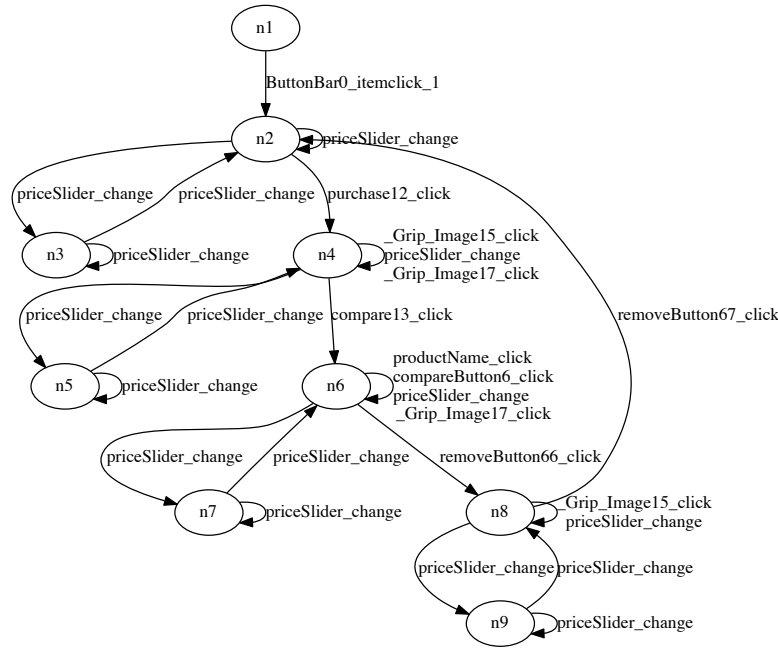 n1
ButtonBar0_itemclick_1
n2
priceSlider_change
priceSlider_change
priceSlider_change
purchase12_click
n3
priceSlider_change
n4
_Grip_Image15_click
priceSlider_change
_Grip_Image17_click
priceSlider_change
priceSlider_change
compare13_click
removeButton67_click
n5
priceSlider_change
n6
productName_click
compareButton6_click
priceSlider_change
_Grip_Image17_click
priceSlider_change
priceSlider_change
removeButton66_click
n7
priceSlider_change
n8
_Grip_Image15_click
priceSlider_change
priceSlider_change
priceSlider_change
n9
priceSlider_change